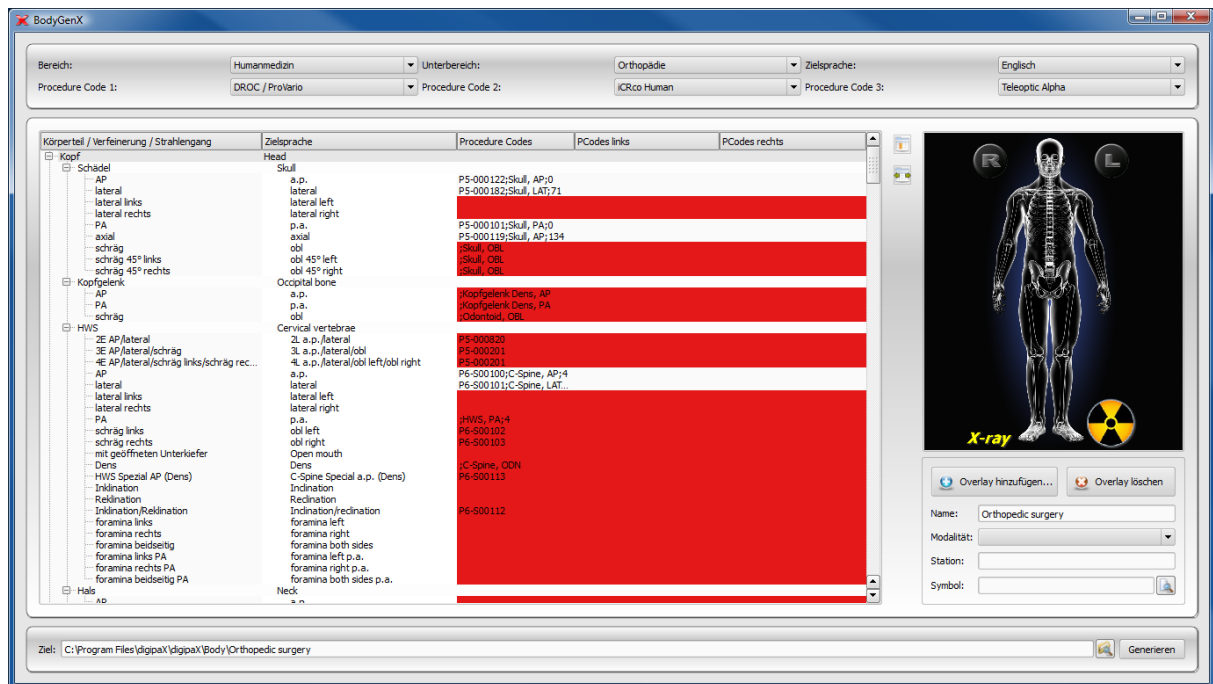 BodyGenX
Bereich: Humanmedizin Unterbereich: Orthopädie Zielsprache: Englisch
Procedure Code 1: DROC / ProVario Procedure Code 2: iCRco Human Procedure Code 3: Teleoptic Alpha
Körperteil / Verfeinerung / Strahlengang Zielsprache Procedure Codes PCodes links PCodes rechts
Kopf Head
Schädel Skull
AP a.p. P5-000122;Skull, AP;0
lateral lateral P5-000182;Skull, LAT;71
lateral links lateral left
lateral rechts lateral right
PA p.a. P5-000101;Skull, PA;0
axial axial P5-000119;Skull, AP;134
schräg obl ;Skull, OBL
schräg 45° links obl 45° left ;Skull, OBL
schräg 45° rechts obl 45° right ;Skull, OBL
Kopfgelenk Occipital bone
AP a.p. ;Kopfgelenk Dens, AP
PA p.a. ;Kopfgelenk Dens, PA
schräg obl ;Odontoid, OBL
HWS Cervical vertebrae
2E AP/lateral 2L a.p./lateral P5-000820
3E AP/lateral/schräg 3L a.p./lateral/obl P5-000201
4E AP/lateral/schräg links/schräg rec... 4L a.p./lateral/obl left/obl right P5-000201
AP a.p. P6-S00100;C-Spine, AP;4
lateral lateral P6-S00101;C-Spine, LAT...
lateral links lateral left
lateral rechts lateral right
PA p.a. ;HWS, PA;4
schräg links obl left P6-S00102
schräg rechts obl right P6-S00103
mit geöffneten Unterkiefer Open mouth
Dens Dens ;C-Spine, ODN
HWS Spezial AP (Dens) C-Spine Special a.p. (Dens) P6-S00113
Inklination Inclination
Reklination Reclination
Inklination/Reklination Inclination/reclination P6-S00112
foramina links foramina left
foramina rechts foramina right
foramina beidseitig foramina both sides
foramina links PA foramina left p.a.
foramina rechts PA foramina right p.a.
foramina beidseitig PA foramina both sides p.a.
Hals Neck
AP a.p.
R L
X-ray
Overlay hinzufügen... Overlay löschen
Name: Orthopedic surgery
Modalität:
Station:
Symbol:
Ziel: C:\Program Files\digipaX\digipaX\Body\Orthopedic surgery Generieren